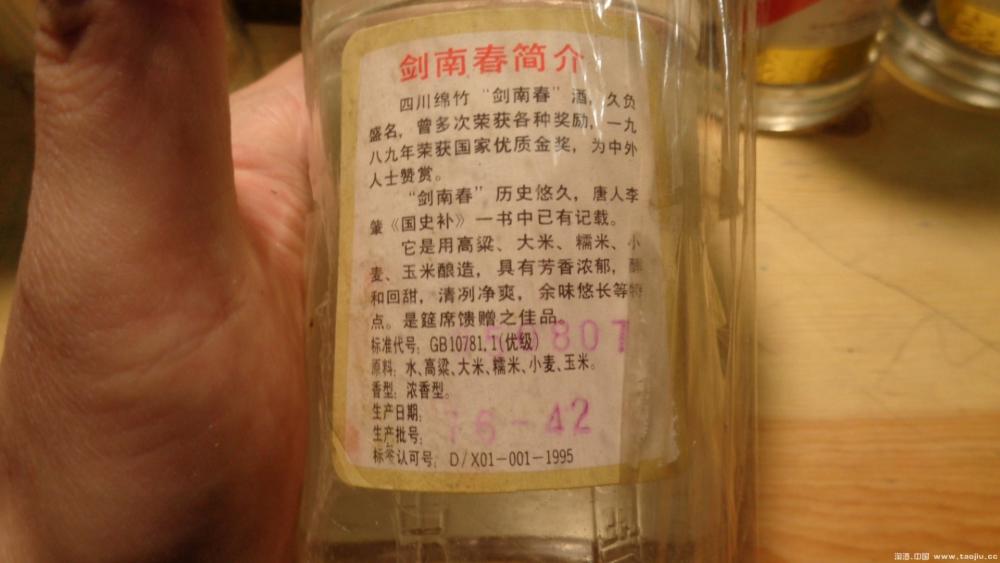 剑南春简介
四川绵竹“剑南春”酒，久负
盛名，曾多次荣获各种奖励，一九
八九年荣获国家优质金奖，为中外
人士赞赏。
“剑南春”历史悠久，唐人李
肇《国史补》一书中已有记载。
它是用高粱、大米、糯米、小
麦、玉米酿造，具有芳香浓郁，醇
和回甜，清冽净爽，余味悠长等特
点。是筵席馈赠之佳品。
0807
标准代号：GB10781.1(优级)
原料：水、高粱、大米、糯米、小麦、玉米。
香型：浓香型。
生产日期：
生产批号：
6-42
标签认可号：D/X01-001-1995
淘酒.中国 www.taojiu.cc